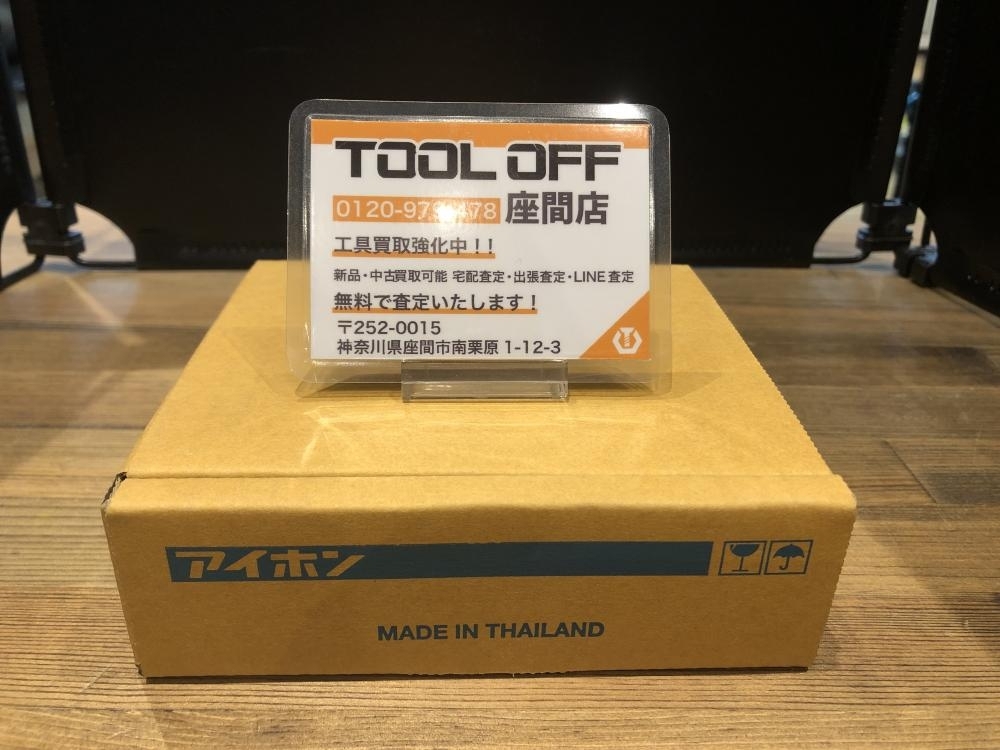 TOOL OFF
座間店
工具買取強化中!!
新品・中古買取可能 宅配査定・出張査定・LINE査定
無料で査定いたします!
〒252-0015
神奈川県座間市南栗原1-12-3
アイホン
MADE IN THAILAND